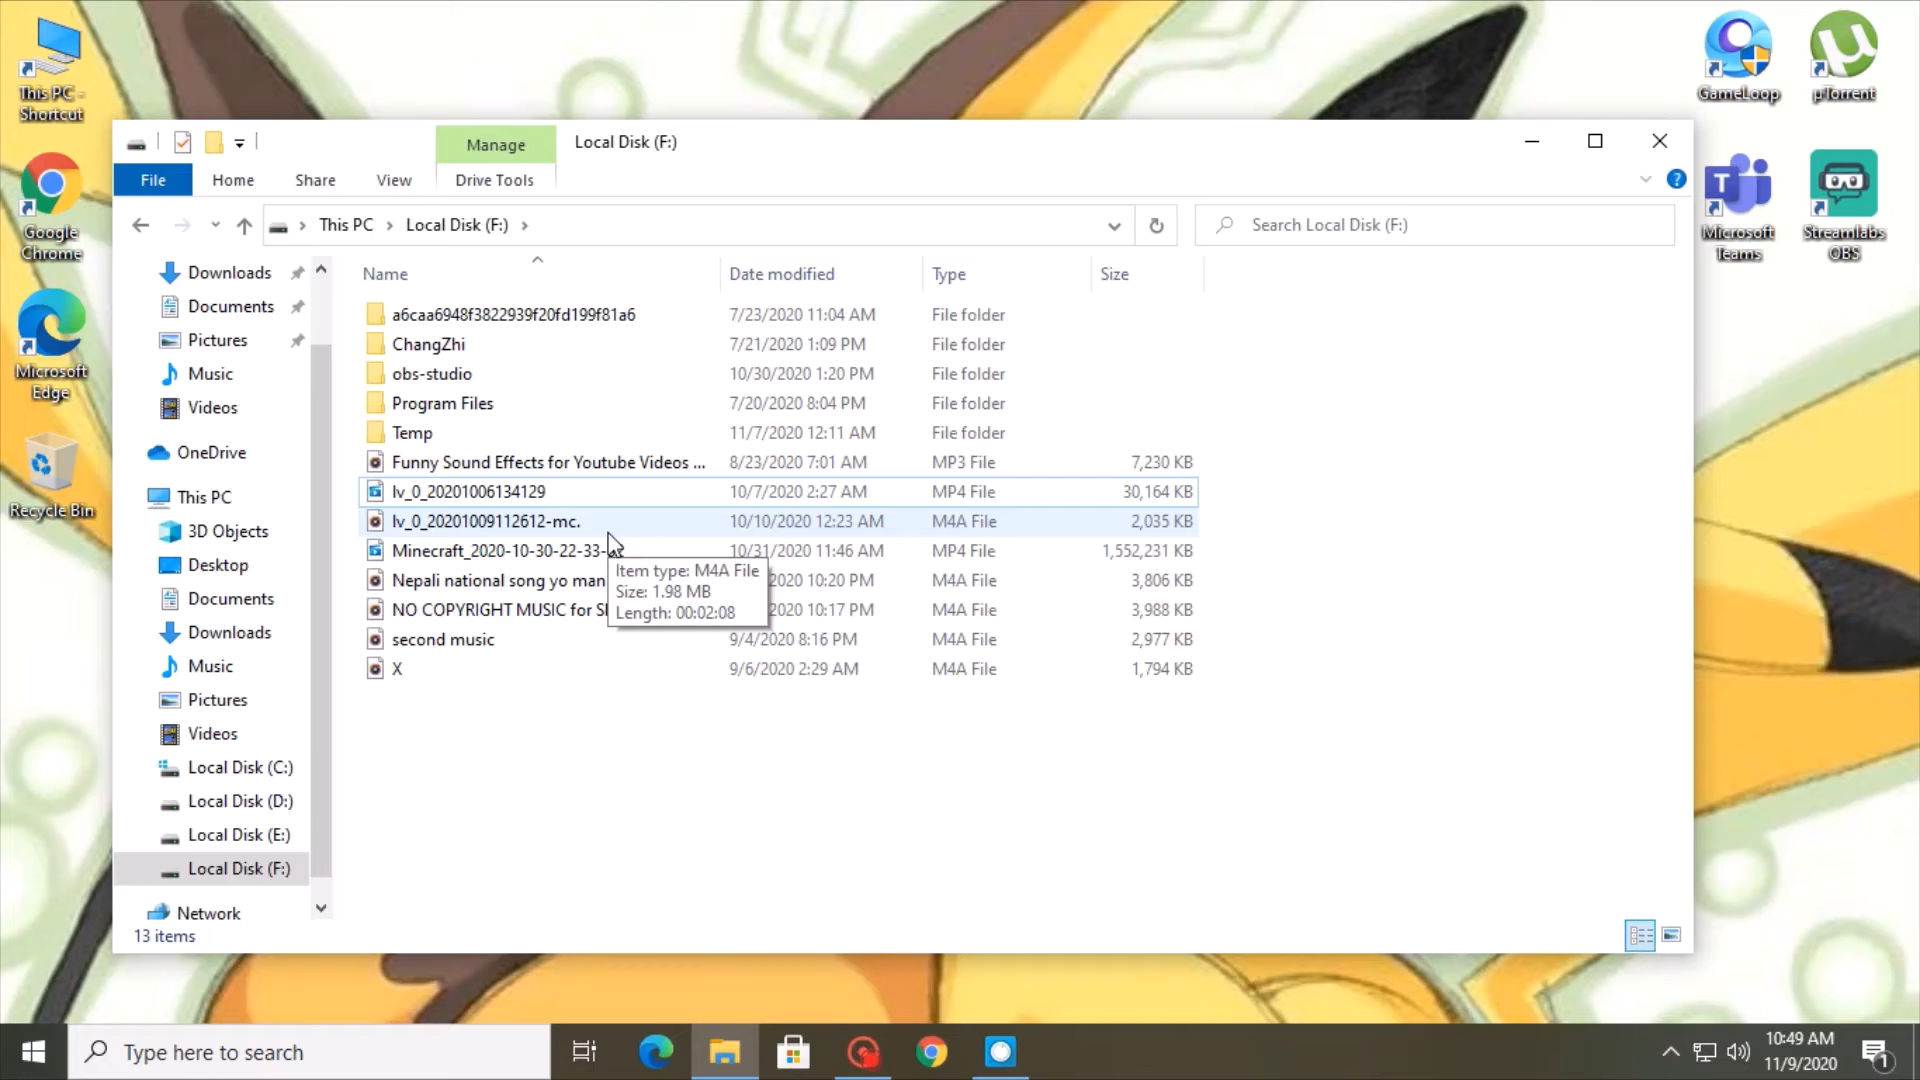 This PC -
Shortcut
Google
Chrome
Microsoft
Edge
Recycle Bin
GameLoop
µTorrent
Microsoft
Teams
Streamlabs
OBS
Manage
Local Disk (F:)
File
Home
Share
View
Drive Tools
This PC
Local Disk (F:)
Search Local Disk (F:)
Downloads
Documents
Pictures
Music
Videos
OneDrive
This PC
3D Objects
Desktop
Documents
Downloads
Music
Pictures
Videos
Local Disk (C:)
Local Disk (D:)
Local Disk (E:)
Local Disk (F:)
Network
13 items
Name Date modified Type Size
a6caa6948f3822939f20fd199f81a6 7/23/2020 11:04 AM File folder
ChangZhi 7/21/2020 1:09 PM File folder
obs-studio 10/30/2020 1:20 PM File folder
Program Files 7/20/2020 8:04 PM File folder
Temp 11/7/2020 12:11 AM File folder
Funny Sound Effects for Youtube Videos ... 8/23/2020 7:01 AM MP3 File 7,230 KB
lv_0_20201006134129 10/7/2020 2:27 AM MP4 File 30,164 KB
lv_0_20201009112612-mc. 10/10/2020 12:23 AM M4A File 2,035 KB
Minecraft_2020-10-30-22-33- 10/31/2020 11:46 AM MP4 File 1,552,231 KB
Nepali national song yo man 2020 10:20 PM M4A File 3,806 KB
NO COPYRIGHT MUSIC for 2020 10:17 PM M4A File 3,988 KB
second music 9/4/2020 8:16 PM M4A File 2,977 KB
X 9/6/2020 2:29 AM M4A File 1,794 KB
Item type: M4A File
Size: 1.98 MB
Length: 00:02:08
Type here to search
10:49 AM
11/9/2020
1